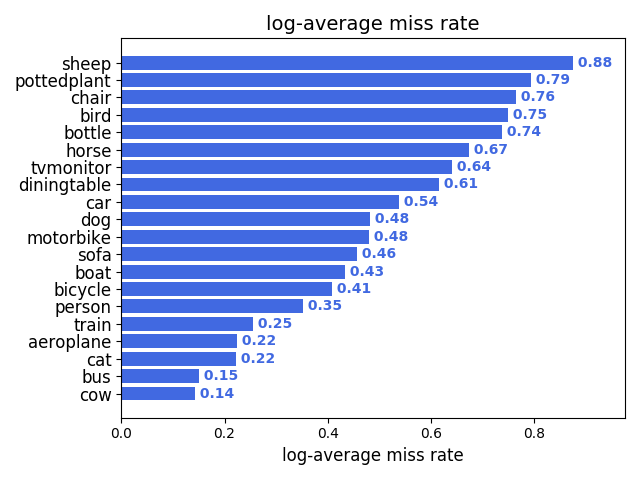 log-average miss rate
sheep 0.88
pottedplant 0.79
chair 0.76
bird 0.75
bottle 0.74
horse 0.67
tvmonitor 0.64
diningtable 0.61
car 0.54
dog 0.48
motorbike 0.48
sofa 0.46
boat 0.43
bicycle 0.41
person 0.35
train 0.25
aeroplane 0.22
cat 0.22
bus 0.15
cow 0.14
0.0 0.2 0.4 0.6 0.8
log-average miss rate